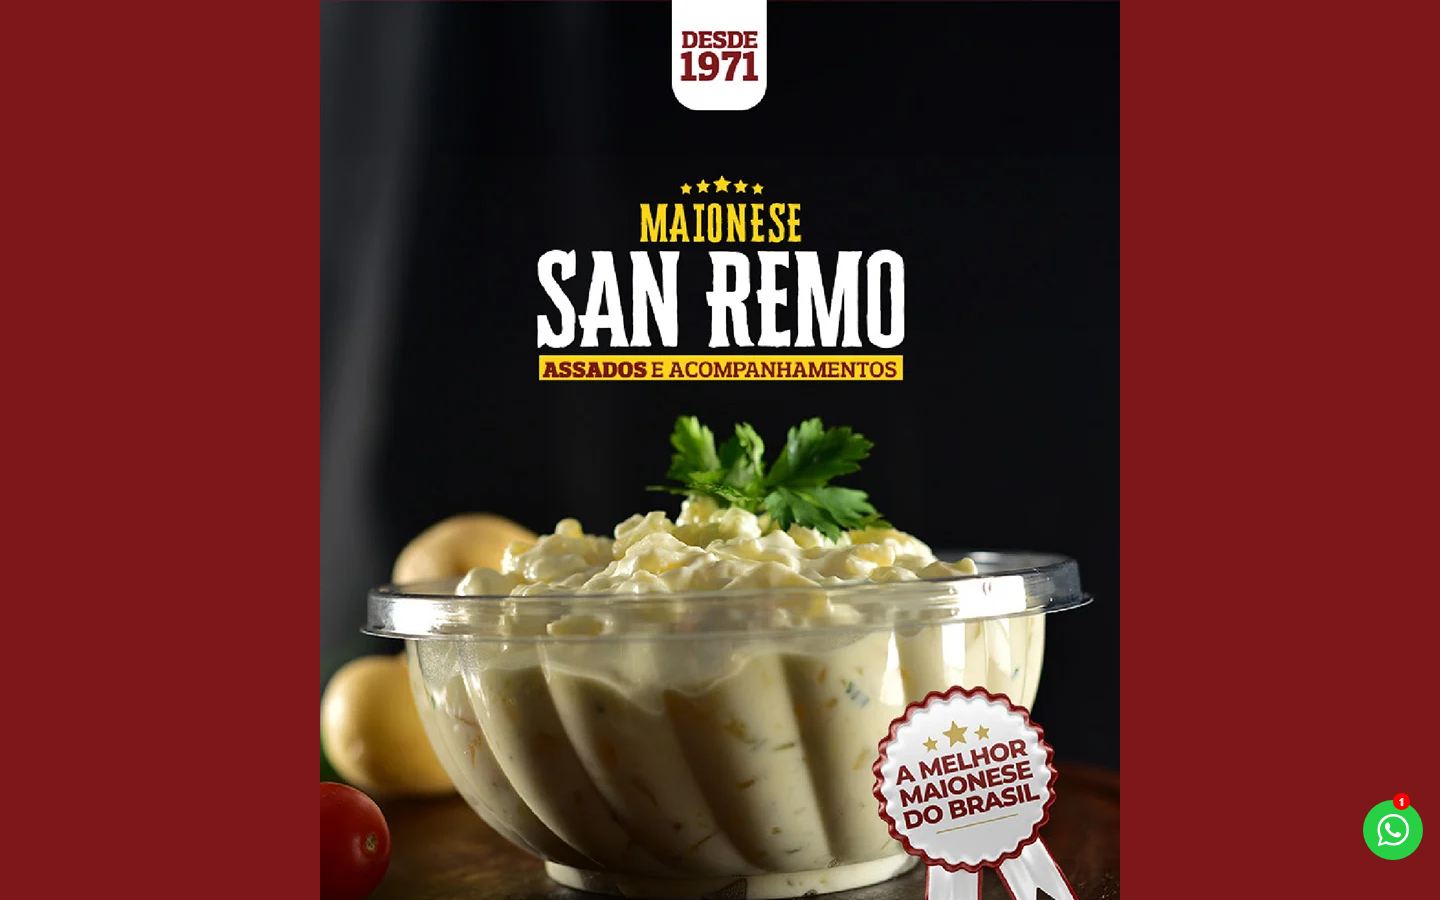 DESDE
1971
MAIONESE
SAN REMO
ASSADOS E ACOMPANHAMENTOS
A MELHOR
MAIONESE
DO BRASIL
1